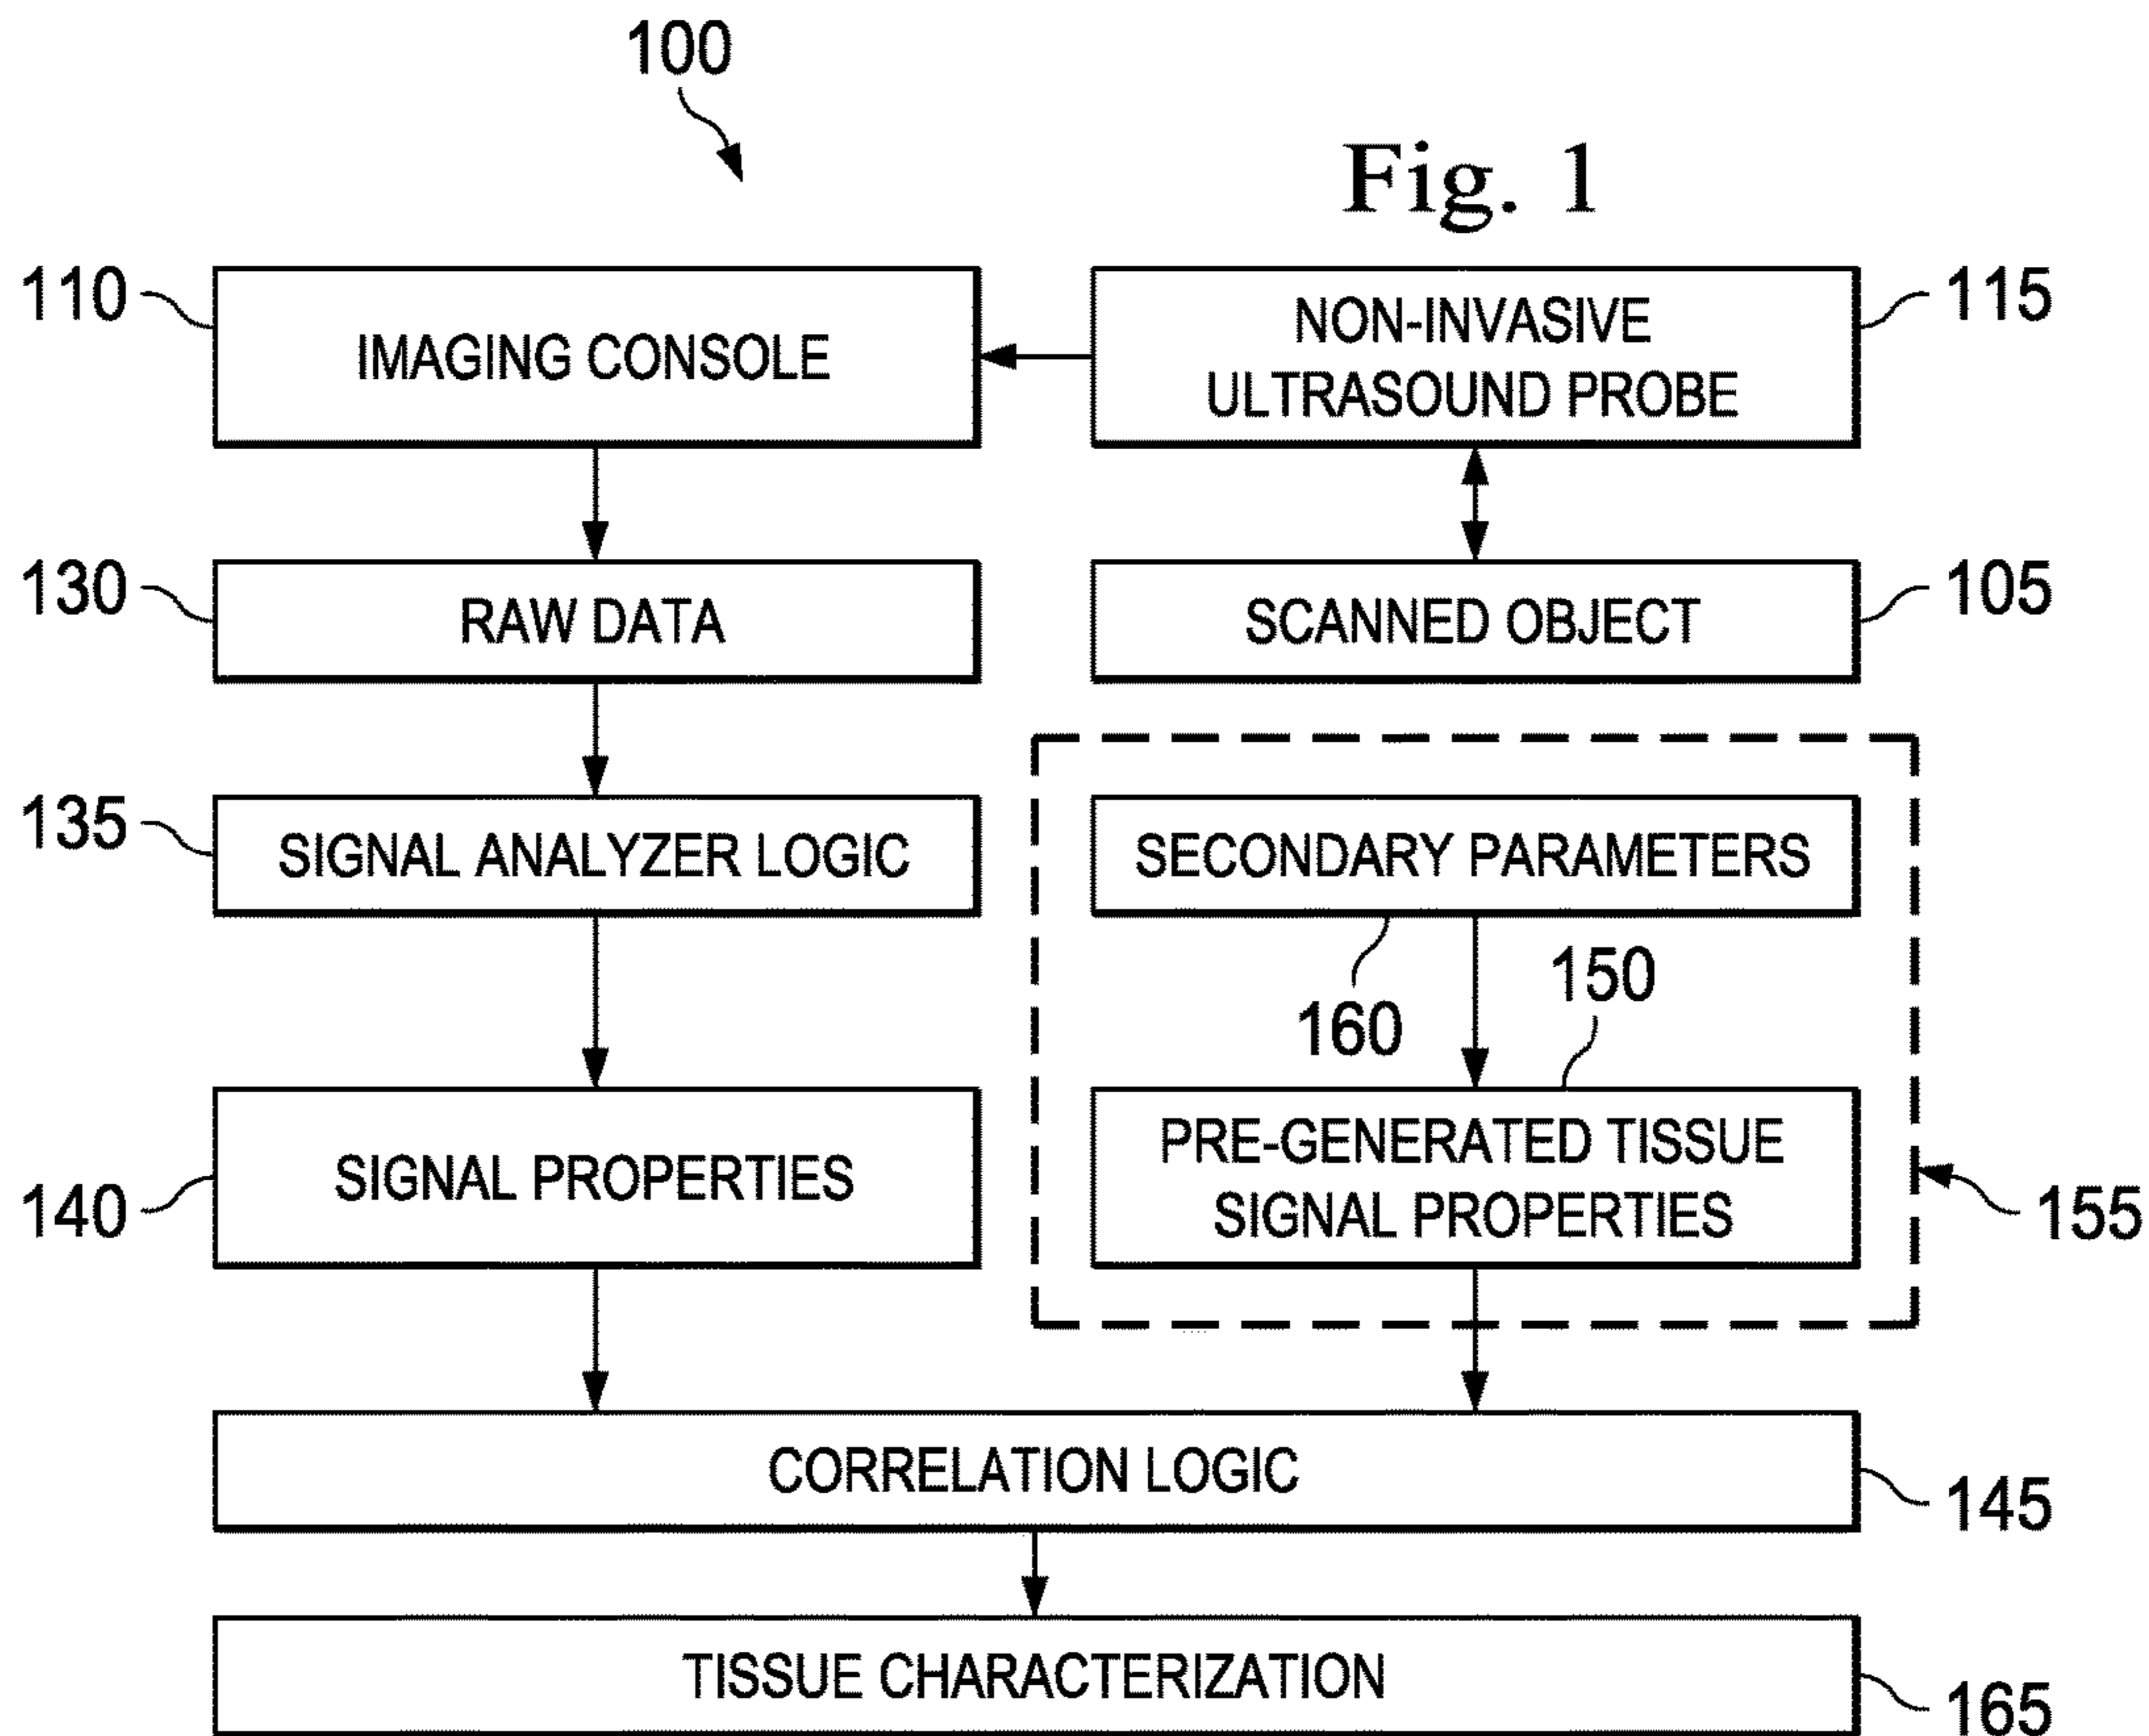 100
Fig. 1
110
IMAGING CONSOLE
NON-INVASIVE
ULTRASOUND PROBE
115
130
RAW DATA
SCANNED OBJECT
105
135
SIGNAL ANALYZER LOGIC
SECONDARY PARAMETERS
160
150
140
SIGNAL PROPERTIES
PRE-GENERATED TISSUE
SIGNAL PROPERTIES
155
CORRELATION LOGIC
145
TISSUE CHARACTERIZATION
165